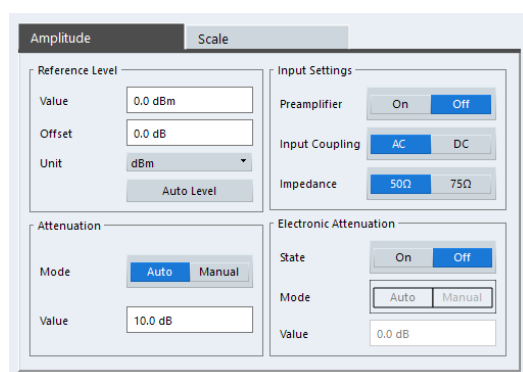 Amplitude Scale
Reference Level
Value 0.0 dBm
Offset 0.0 dB
Unit dBm
Auto Level
Input Settings
Preamplifier On Off
Input Coupling AC DC
Impedance 50Ω 75Ω
Attenuation
Mode Auto Manual
Value 10.0 dB
Electronic Attenuation
State On Off
Mode Auto Manual
Value 0.0 dB